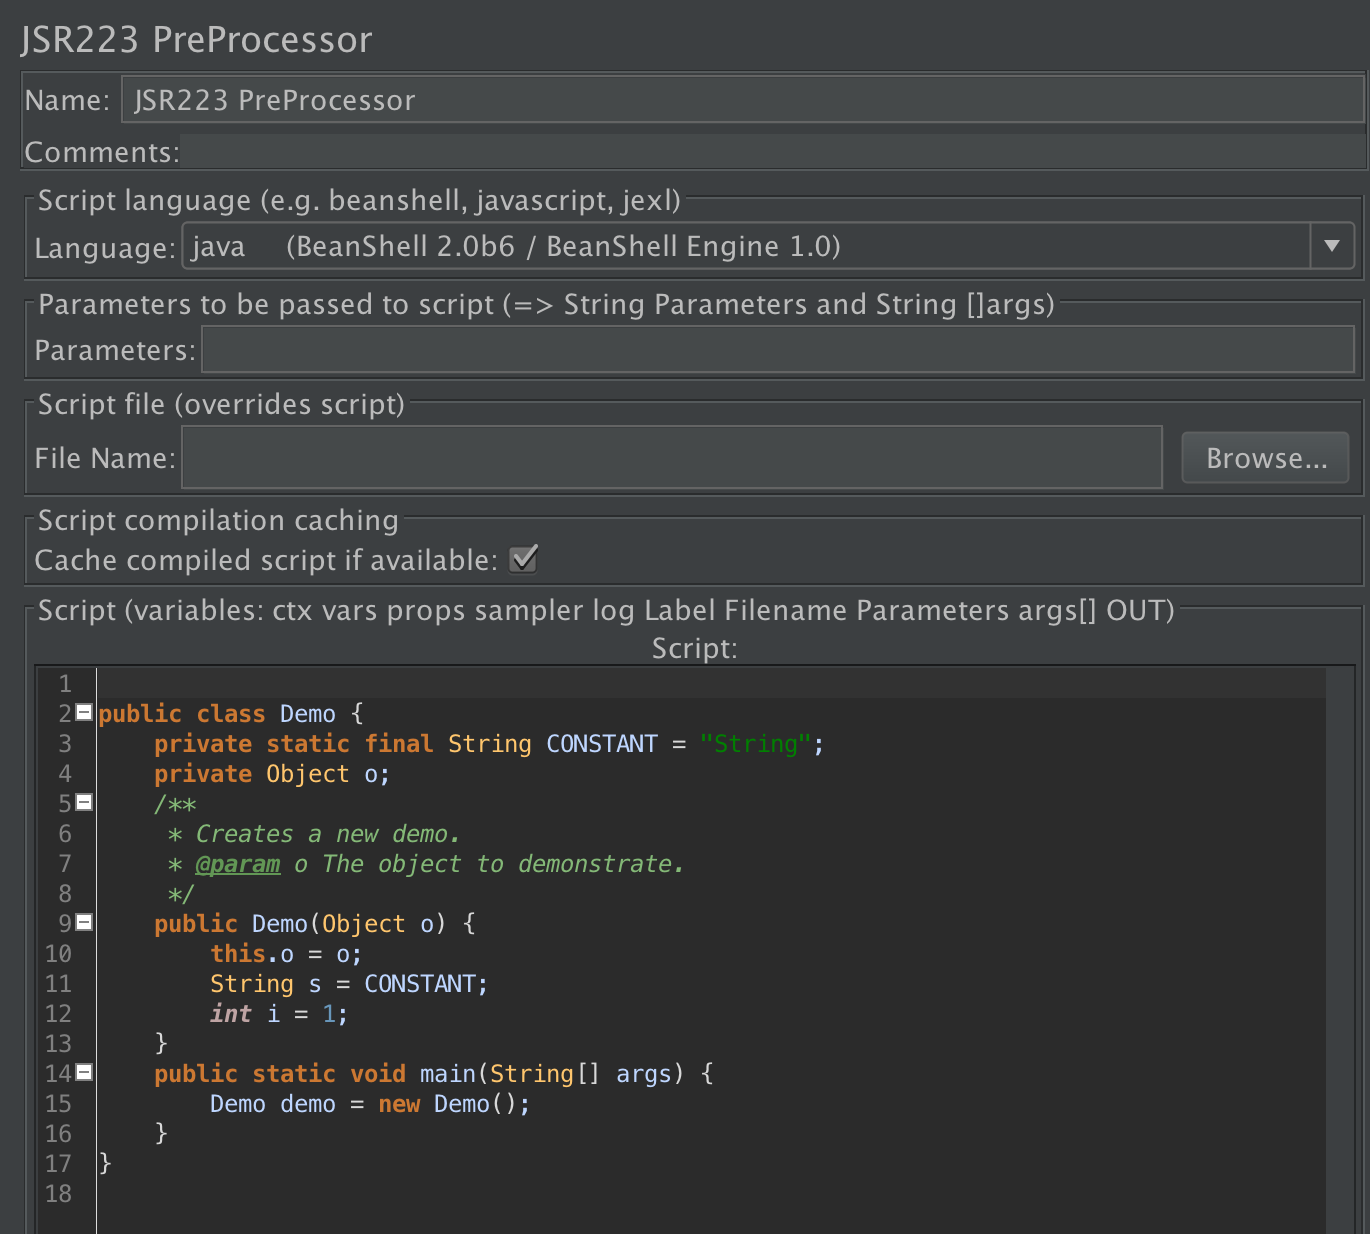 JSR223 PreProcessor
Name: JSR223 PreProcessor
Comments:
Script language (e.g. beanshell, javascript, jexl)
Language: java (BeanShell 2.0b6 / BeanShell Engine 1.0)
Parameters to be passed to script (=> String Parameters and String []args)
Parameters:
Script file (overrides script)
File Name: Browse...
Script compilation caching
Cache compiled script if available:
Script (variables: ctx vars props sampler log Label Filename Parameters args[] OUT)
Script:
1
2 public class Demo {
3     private static final String CONSTANT = "String";
4     private Object o;
5     /**
6      * Creates a new demo.
7      * @param o The object to demonstrate.
8      */
9     public Demo(Object o) {
10         this.o = o;
11         String s = CONSTANT;
12         int i = 1;
13     }
14     public static void main(String[] args) {
15         Demo demo = new Demo();
16     }
17 }
18